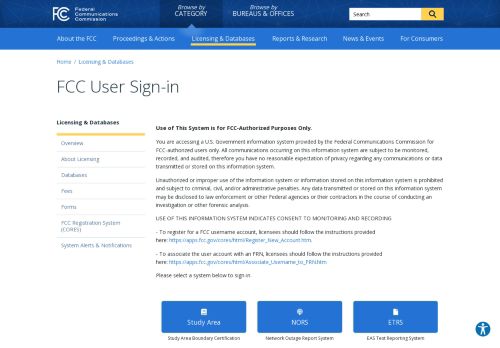 FCC
Federal
Communications
Commission
Browse by
CATEGORY
Browse by
BUREAUS & OFFICES
Search
About the FCC
Proceedings & Actions
Licensing & Databases
Reports & Research
News & Events
For Consumers
Home / Licensing & Databases
FCC User Sign-in
Licensing & Databases
Overview
About Licensing
Databases
Fees
Forms
FCC Registration System
(CORES)
System Alerts & Notifications
Use of This System is for FCC-Authorized Purposes Only.
You are accessing a U.S. Government information system provided by the Federal Communications Commission for
FCC-authorized users only. All communications occurring on this information system are subject to be monitored,
recorded, and audited, therefore you have no reasonable expectation of privacy regarding any communications or data
transmitted or stored on this information system.
Unauthorized or improper use of the information system or information stored on this information system is prohibited
and subject to criminal, civil, and/or administrative penalties. Any data transmitted or stored on this information system
may be disclosed to law enforcement or other Federal agencies or their contractors in the course of conducting an
investigation or other forensic analysis.
USE OF THIS INFORMATION SYSTEM INDICATES CONSENT TO MONITORING AND RECORDING
- To register for a FCC username account, licensees should follow the instructions provided
here: https://apps.fcc.gov/cores/html/Register_New_Account.htm.
- To associate the user account with an FRN, licensees should follow the instructions provided
here: https://apps.fcc.gov/cores/html/Associate_Username_to_FRN.htm
Please select a system below to sign-in
Study Area
NORS
ETRS
Study Area Boundary Certification
Network Outage Report System
EAS Test Reporting System